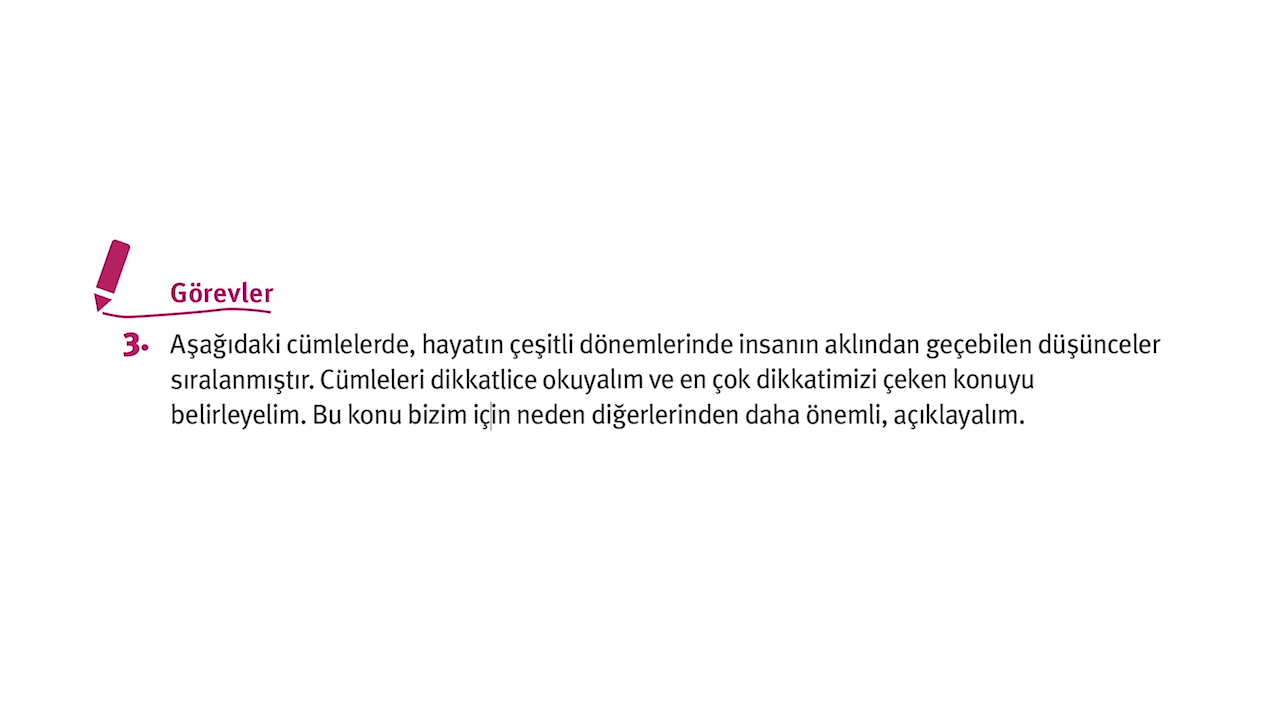 Görevler
3. Aşağıdaki cümlelerde, hayatın çeşitli dönemlerinde insanın aklından geçebilen düşünceler
sıralanmıştır. Cümleleri dikkatlice okuyalım ve en çok dikkatimizi çeken konuyu
belirleyelim. Bu konu bizim için neden diğerlerinden daha önemli, açıklayalım.